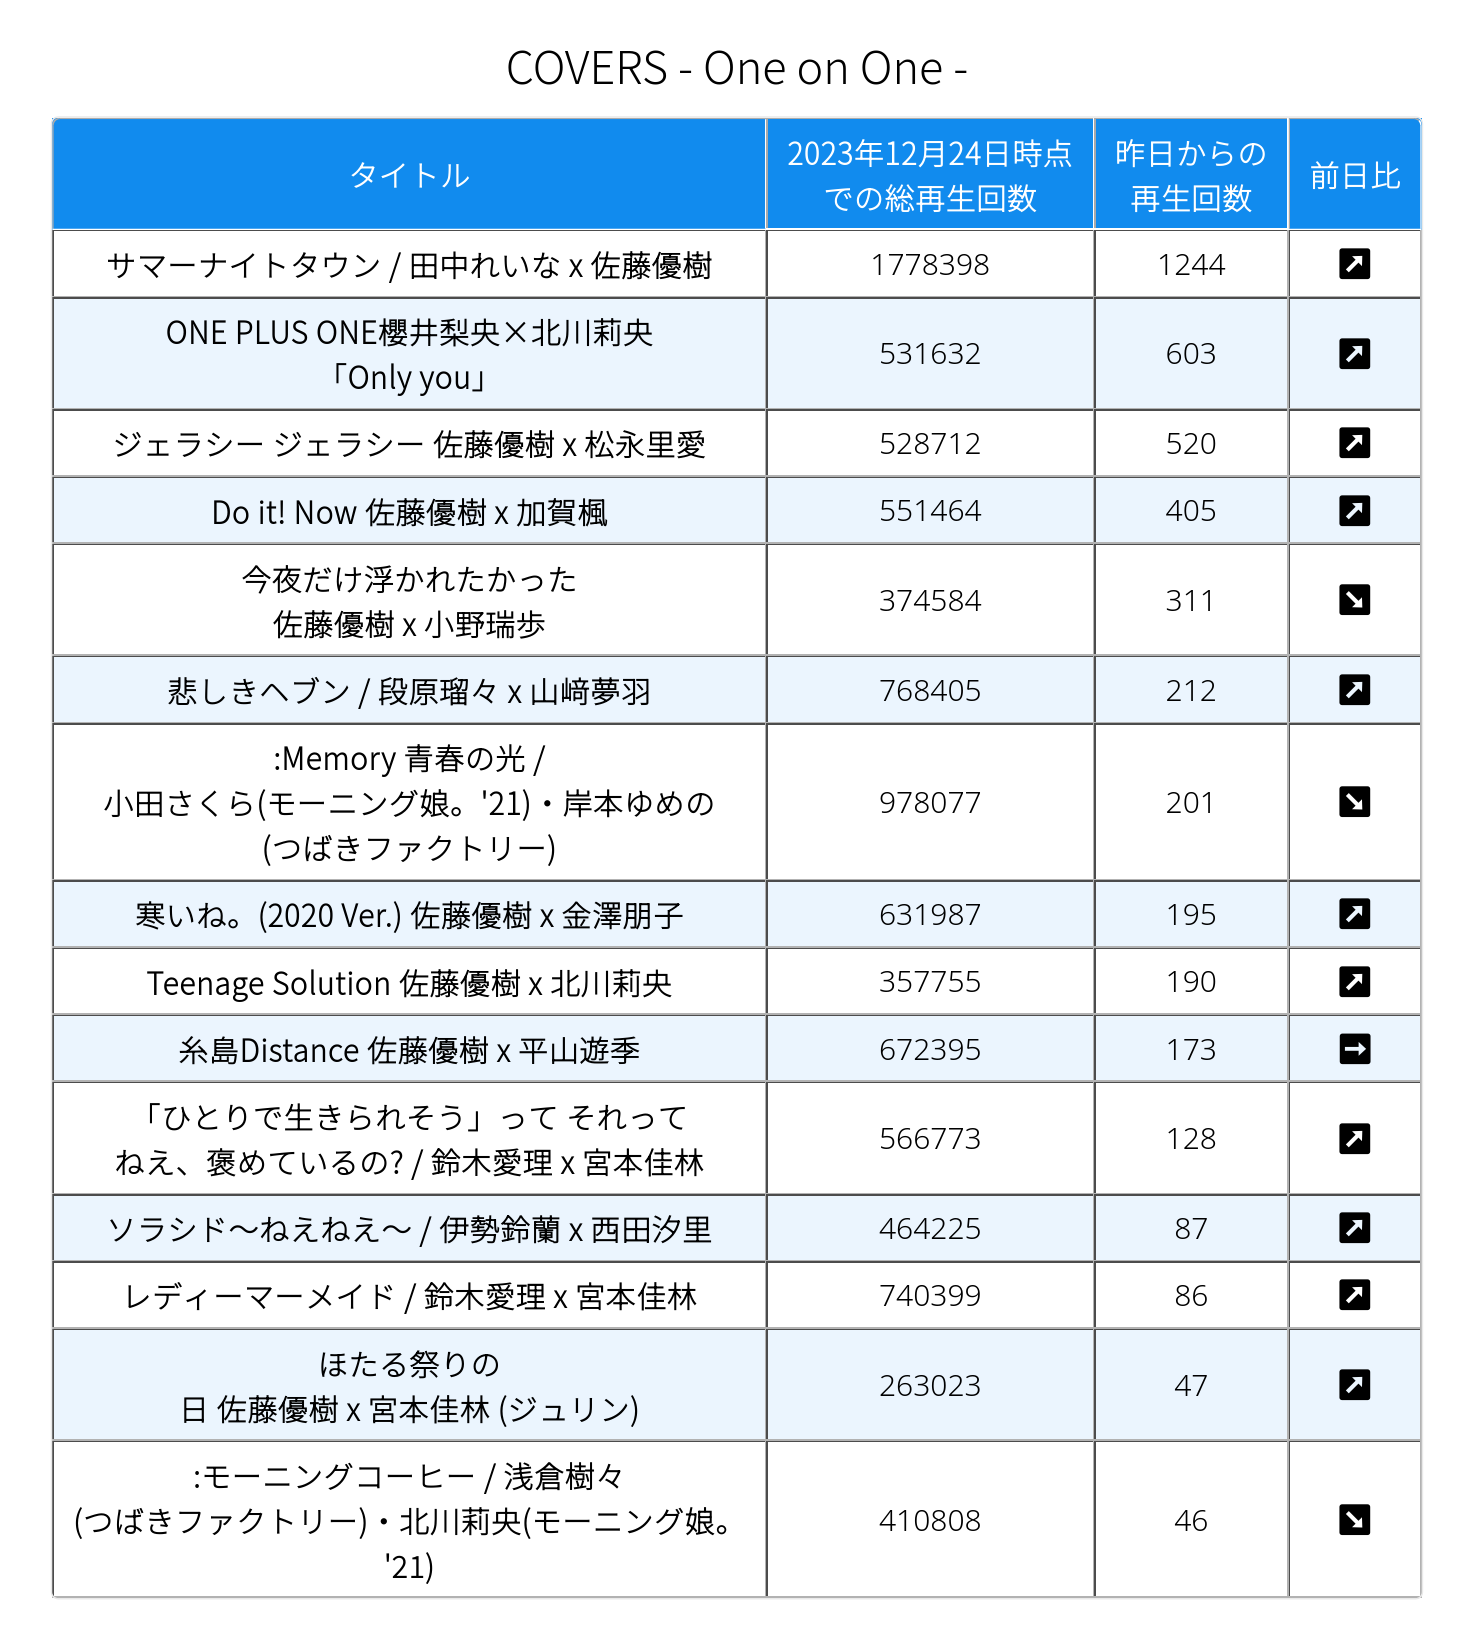 COVERS - One on One -
タイトル
2023年12月24日時点
での総再生回数
昨日からの
再生回数
前日比
サマーナイトタウン / 田中れいな x 佐藤優樹
1778398
1244
ONE PLUS ONE櫻井梨央×北川莉央
「Only you」
531632
603
ジェラシー ジェラシー 佐藤優樹 x 松永里愛
528712
520
Do it! Now 佐藤優樹 x 加賀楓
551464
405
今夜だけ浮かれたかった
佐藤優樹 x 小野瑞歩
374584
311
悲しきヘブン / 段原瑠々 x 山﨑夢羽
768405
212
:Memory 青春の光 /
小田さくら(モーニング娘。'21)・岸本ゆめの
(つばきファクトリー)
978077
201
寒いね。(2020 Ver.) 佐藤優樹 x 金澤朋子
631987
195
Teenage Solution 佐藤優樹 x 北川莉央
357755
190
糸島Distance 佐藤優樹 x 平山遊季
672395
173
「ひとりで生きられそう」って それって
ねえ、褒めているの? / 鈴木愛理 x 宮本佳林
566773
128
ソラシド〜ねえねえ〜 / 伊勢鈴蘭 x 西田汐里
464225
87
レディーマーメイド / 鈴木愛理 x 宮本佳林
740399
86
ほたる祭りの
日 佐藤優樹 x 宮本佳林 (ジュリン)
263023
47
:モーニングコーヒー / 浅倉樹々
(つばきファクトリー)・北川莉央(モーニング娘。
'21)
410808
46